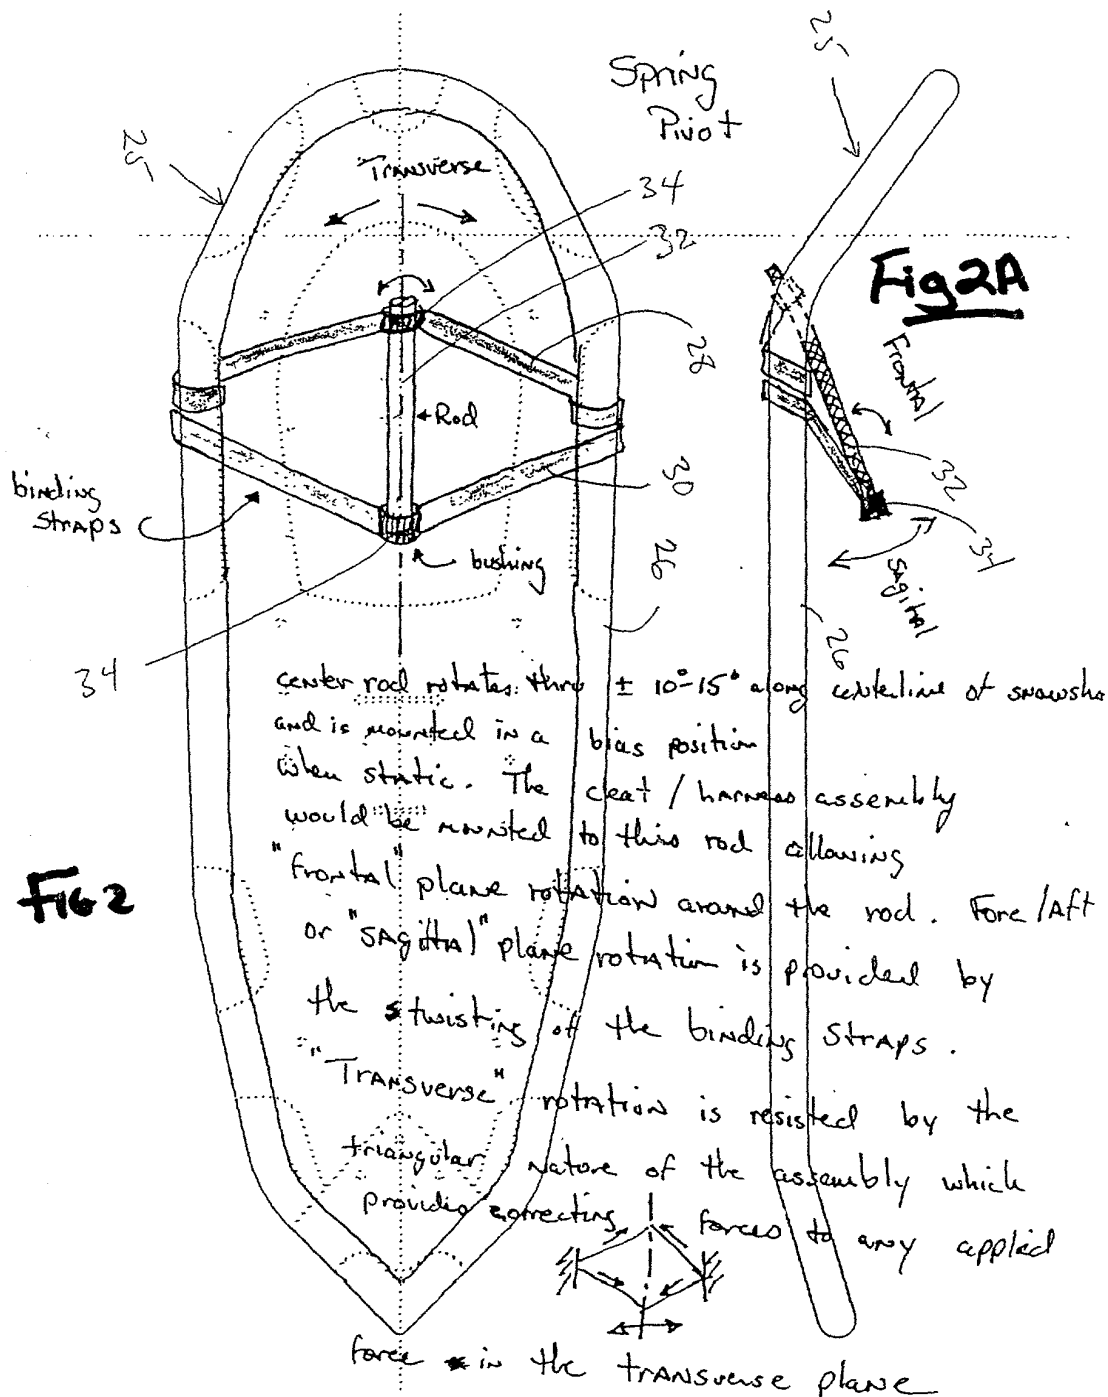 Spring
Pivot
25
25
Transverse
34
32
Fig2A
28
Frontal
Rod
30
32
binding
straps
bushing
26
34
Sagital
34
26
center rod rotates thru ± 10°-15° along centerline of snowsho
and is mounted in a bias position
when static. The cleat / harness assembly
would be mounted to this rod allowing
"frontal" plane rotation around the rod. Fore/Aft
FIG 2
or "sagittal" plane rotation is provided by
the twisting of the binding straps.
"Transverse" rotation is resisted by the
triangular nature of the assembly which
provides correcting forces to any applied
force in the transverse plane